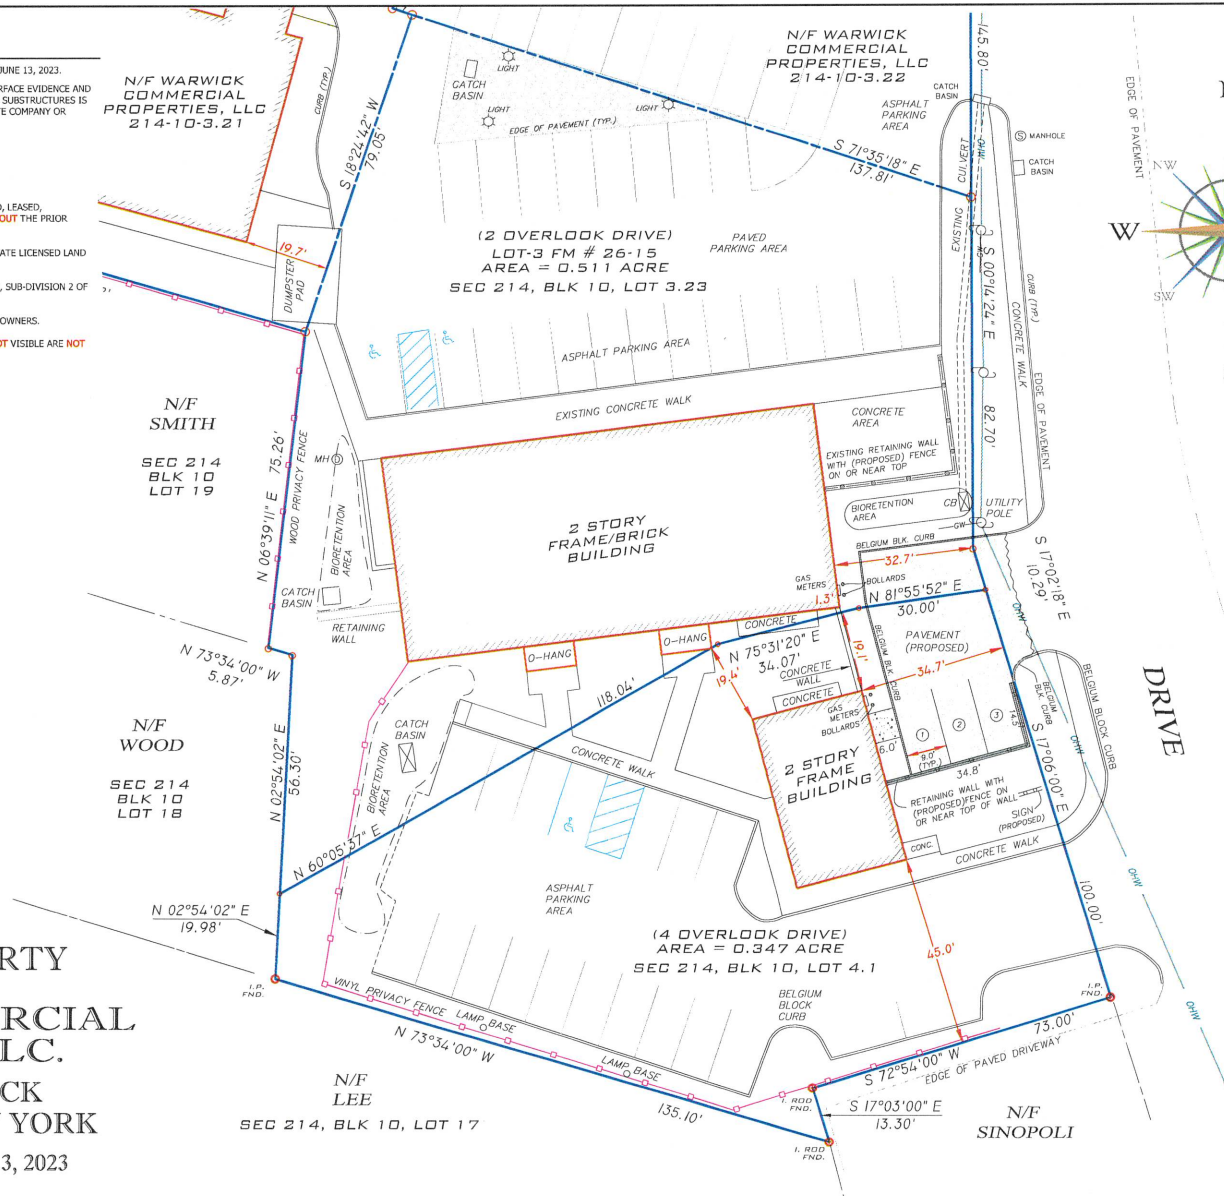 JUNE 13, 2023.
RFACE EVIDENCE AND
SUBSTRUCTURES IS
TE COMPANY OR
D, LEASED,
OUT THE PRIOR
ATE LICENSED LAND
, SUB-DIVISION 2 OF
OWNERS.
OT VISIBLE ARE NOT
N/F WARWICK
COMMERCIAL
PROPERTIES, LLC
214-10-3.21
CURB (TYP.)
S 18°24'42" W
79.05'
CATCH
BASIN
LIGHT
LIGHT
LIGHT
EDGE OF PAVEMENT (TYP.)
N/F WARWICK
COMMERCIAL
PROPERTIES, LLC
214-10-3.22
ASPHALT
PARKING
AREA
CATCH
BASIN
145.80'
S 71°35'18" E
137.81'
CULVERT
EXISTING
OHW
MANHOLE
CATCH
BASIN
EDGE OF PAVEMENT
NW
W
SW
19.7'
DUMPSTER
PAD
(2 OVERLOOK DRIVE)
LOT-3 FM # 26-15
AREA = 0.511 ACRE
SEC 214, BLK 10, LOT 3.23
PAVED
PARKING AREA
S 00°14'24" E
82.70'
CURB (TYP.)
CONCRETE WALK
EDGE OF PAVEMENT
ASPHALT PARKING AREA
EXISTING CONCRETE WALK
N/F
SMITH
SEC 214
BLK 10
LOT 19
N 06°39'11" E 75.26'
WOOD PRIVACY FENCE
MH
BIORETENTION
AREA
CATCH
BASIN
RETAINING
WALL
2 STORY
FRAME/BRICK
BUILDING
CONCRETE
AREA
EXISTING RETAINING WALL
WITH (PROPOSED) FENCE
ON OR NEAR TOP
BIORETENTION
AREA
CB
UTILITY
POLE
GW
BELGIUM BLK. CURB
32.7'
S 17°02'18" E
10.29'
OHW
GAS
METERS
BOLLARDS
1.3'
N 81°55'52" E
30.00'
CONCRETE
O-HANG
O-HANG
N 75°31'20" E
34.07'
CONCRETE
WALL
CONCRETE
19.1'
19.4'
BELGIUM BLK. CURB
PAVEMENT
(PROPOSED)
34.7'
GAS
METERS
BOLLARDS
6.0'
1
2
3
9.0'
(TYP.)
34.8'
14.5'
BELGIUM
BLK. CURB
BELGIUM BLOCK CURB
OHW
DRIVE
N 73°34'00" W
5.87'
N/F
WOOD
SEC 214
BLK 10
LOT 18
N 02°54'02" E
56.30'
118.04'
CATCH
BASIN
BIORETENTION
AREA
CONCRETE WALK
N 60°05'37" E
2 STORY
FRAME
BUILDING
RETAINING WALL WITH
(PROPOSED)FENCE ON
OR NEAR TOP OF WALL
SIGN
(PROPOSED)
S 17°06'00" E
100.00'
CONC.
CONCRETE WALK
OHW
ASPHALT
PARKING
AREA
N 02°54'02" E
19.98'
(4 OVERLOOK DRIVE)
AREA = 0.347 ACRE
SEC 214, BLK 10, LOT 4.1
45.0'
I.P.
FND.
VINYL PRIVACY FENCE
LAMP BASE
N 73°34'00" W
LAMP BASE
135.10'
BELGIUM
BLOCK
CURB
I.P.
FND.
OHW
73.00'
S 72°54'00" W
EDGE OF PAVED DRIVEWAY
I. ROD
FND.
S 17°03'00" E
13.30'
I. ROD
FND.
N/F
LEE
SEC 214, BLK 10, LOT 17
N/F
SINOPOLI
RTY
RCIAL
LC.
CK
YORK
3, 2023